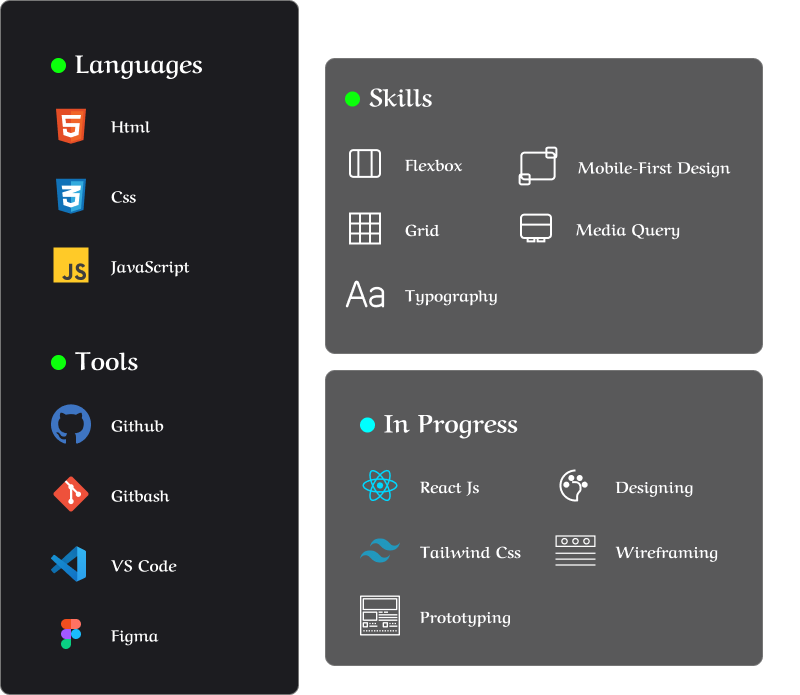 Languages
Html
Css
JS
JavaScript
Tools
Github
Gitbash
VS Code
Figma
Skills
Flexbox
Mobile-First Design
Grid
Media Query
Aa
Typography
In Progress
React Js
Designing
Tailwind Css
Wireframing
Prototyping